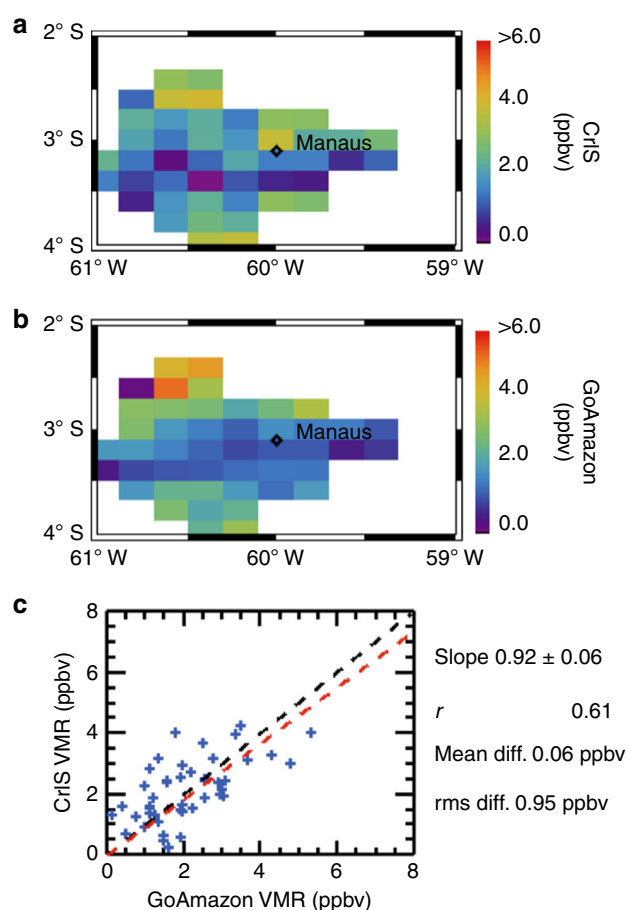 a
2° S
3° S
4° S
61° W
60° W
59° W
Manaus
>6.0
4.0
2.0
0.0
CrIS
(ppbv)
b
2° S
3° S
4° S
61° W
60° W
59° W
Manaus
>6.0
4.0
2.0
0.0
GoAmazon
(ppbv)
c
8
6
4
2
0
CrIS VMR (ppbv)
0 2 4 6 8
GoAmazon VMR (ppbv)
Slope 0.92 ± 0.06
r 0.61
Mean diff. 0.06 ppbv
rms diff. 0.95 ppbv